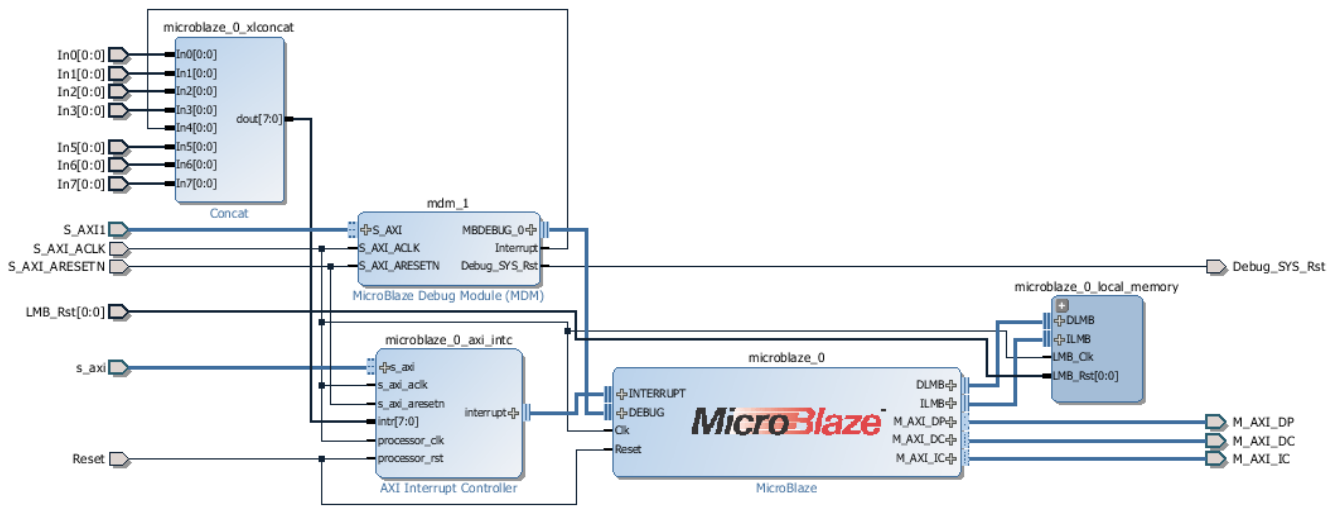 microblaze_0_xlconcat
In0[0:0]
In1[0:0]
In2[0:0]
In3[0:0]
In5[0:0]
In6[0:0]
In7[0:0]
In0[0:0]
In1[0:0]
In2[0:0]
In3[0:0]
In4[0:0]
In5[0:0]
In6[0:0]
In7[0:0]
dout[7:0]
Concat
S_AXI1
S_AXI_ACLK
S_AXI_ARESETN
LMB_Rst[0:0]
s_axi
Reset
mdm_1
S_AXI
S_AXI_ACLK
S_AXI_ARESETN
MBDEBUG_0
Interrupt
Debug_SYS_Rst
MicroBlaze Debug Module (MDM)
microblaze_0_axi_intc
s_axi
s_axi_aclk
s_axi_aresetn
intr[7:0]
processor_clk
processor_rst
interrupt
AXI Interrupt Controller
microblaze_0
INTERRUPT
DEBUG
Clk
Reset
MicroBlaze
DLMB
ILMB
M_AXI_DP
M_AXI_DC
M_AXI_IC
MicroBlaze
microblaze_0_local_memory
DLMB
ILMB
LMB_Clk
LMB_Rst[0:0]
Debug_SYS_Rst
M_AXI_DP
M_AXI_DC
M_AXI_IC